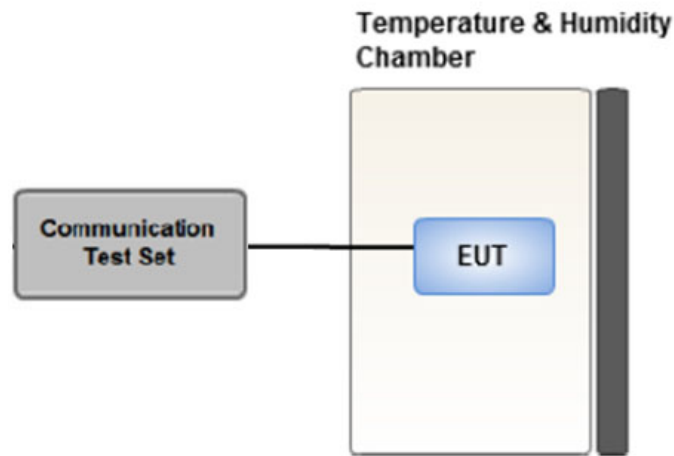 Temperature & Humidity
Chamber
Communication
Test Set
EUT